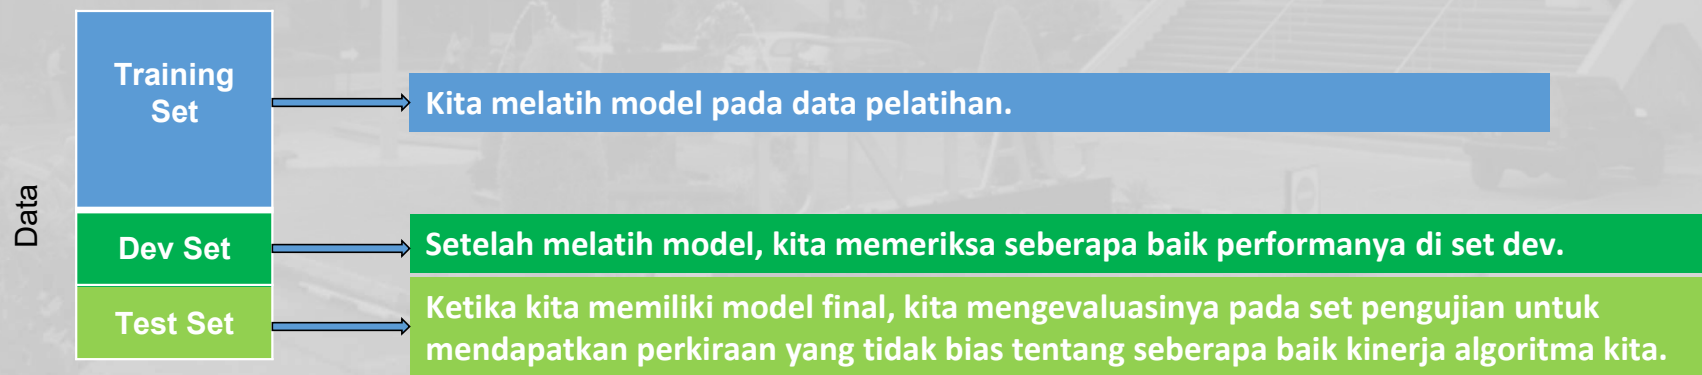 Data
Training
Set
Kita melatih model pada data pelatihan.
Dev Set
Setelah melatih model, kita memeriksa seberapa baik performanya di set dev.
Test Set
Ketika kita memiliki model final, kita mengevaluasinya pada set pengujian untuk
mendapatkan perkiraan yang tidak bias tentang seberapa baik kinerja algoritma kita.